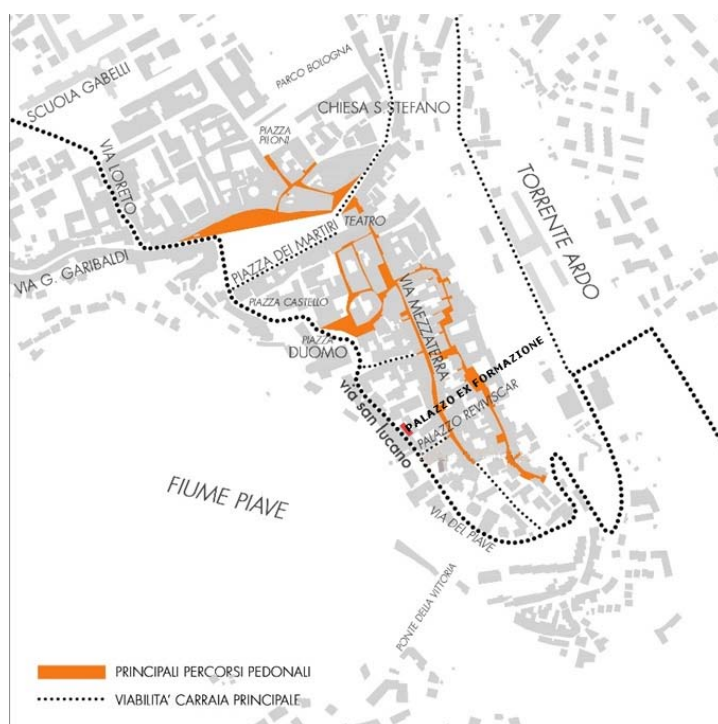 SCUOLA GABELLI
PARCO BOLOGNA
CHIESA S. STEFANO
PIAZZA
PILONI
VIA LORETO
TORRENTE ARDO
TEATRO
PIAZZA DEI MARTIRI
VIA G. GARIBALDI
PIAZZA CASTELLO
VIA MEZZATERRA
PIAZZA
DUOMO
PALAZZO EX FORMAZIONE
PALAZZO REVIVISCAR
via san lucano
FIUME PIAVE
VIA DEL PIAVE
PONTE DELLA VITTORIA
PRINCIPALI PERCORSI PEDONALI
VIABILITA' CARRAIA PRINCIPALE